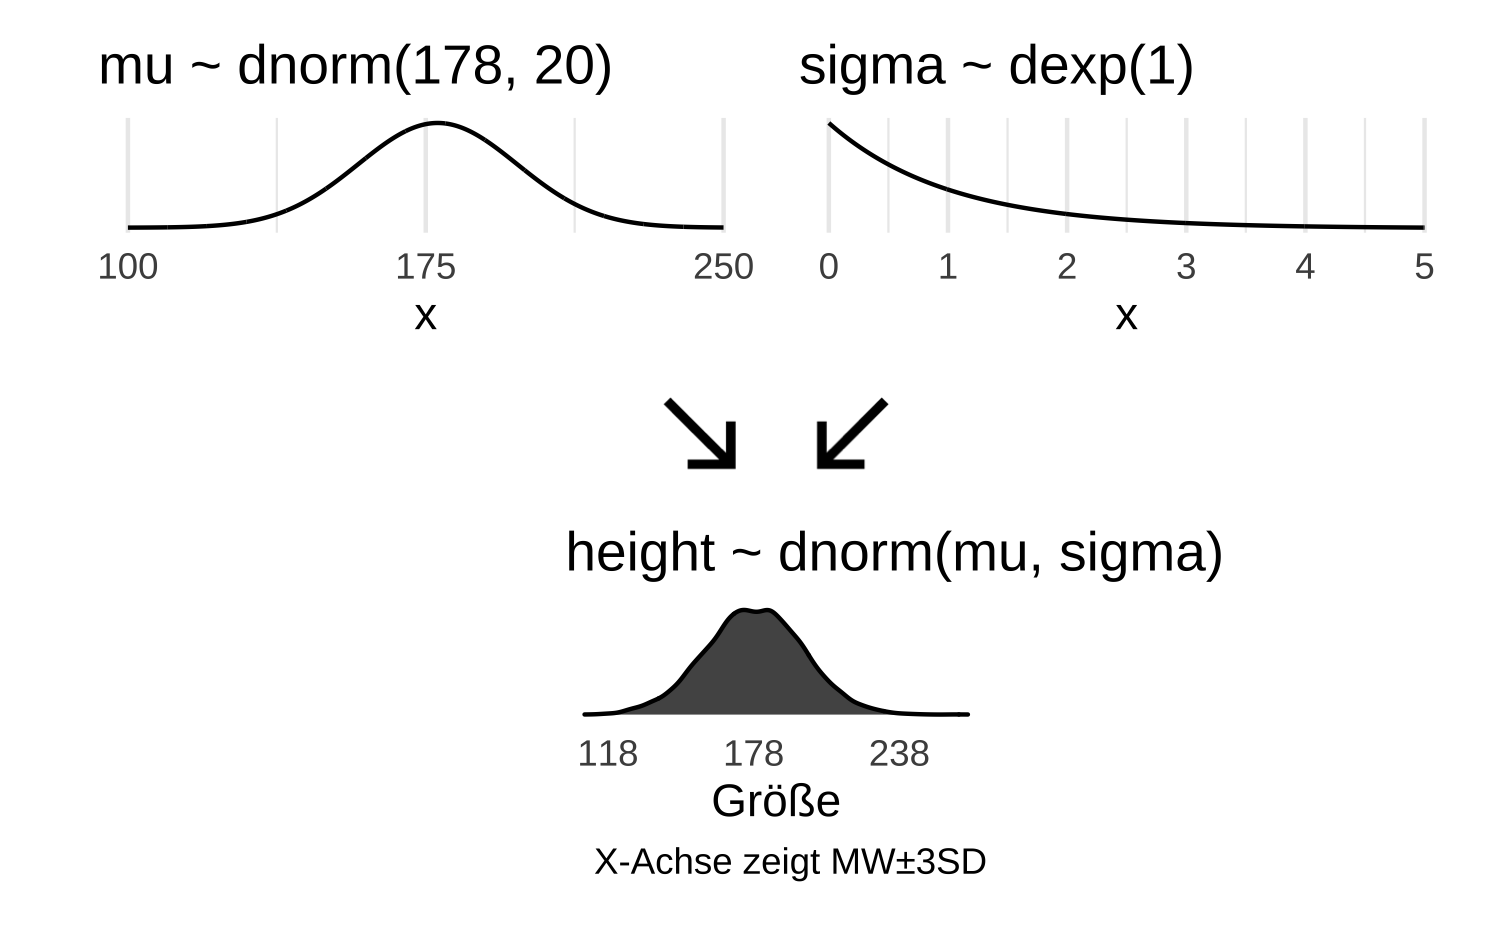 mu ~ dnorm(178, 20)
100 175 250
x
sigma ~ dexp(1)
0 1 2 3 4 5
x
height ~ dnorm(mu, sigma)
118 178 238
Größe
X-Achse zeigt MW±3SD